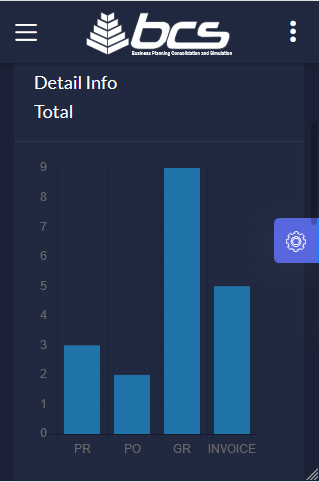 bcs
Business Planning Consolidation and Simulation
Detail Info
Total
9
8
7
6
5
4
3
2
1
0
PR PO GR INVOICE